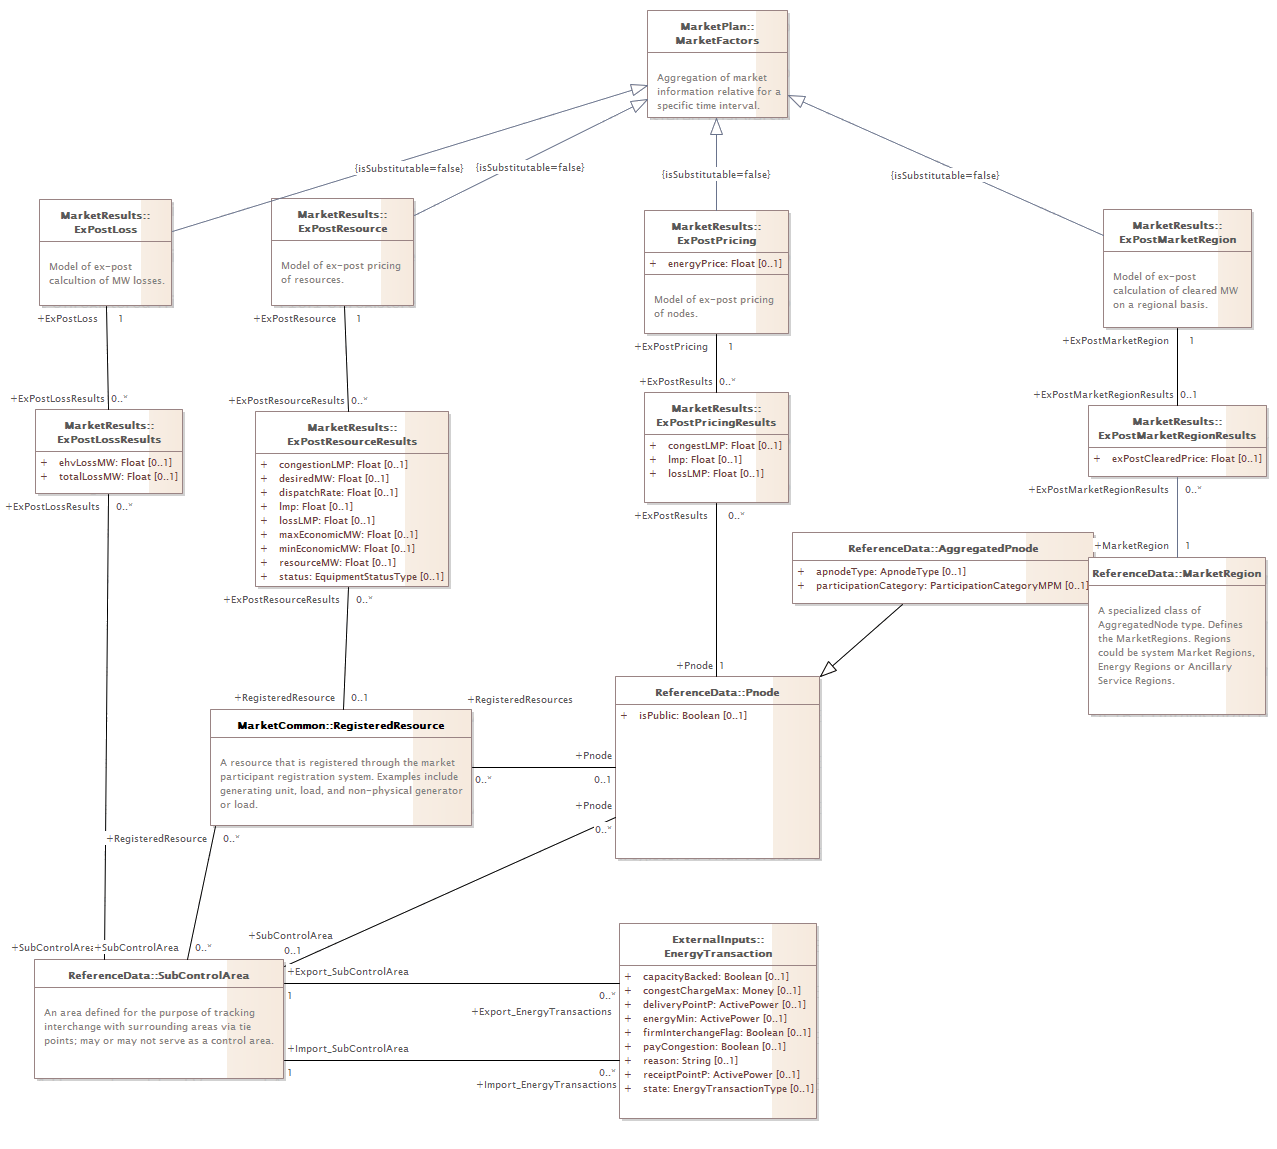 MarketPlan::
MarketFactors
Aggregation of market
information relative for a
specific time interval.
{isSubstitutable=false}
{isSubstitutable=false}
{isSubstitutable=false}
{isSubstitutable=false}
MarketResults::
ExPostLoss
Model of ex-post
calcultion of MW losses.
MarketResults::
ExPostResource
Model of ex-post pricing
of resources.
MarketResults::
ExPostPricing
+ energyPrice: Float [0..1]
Model of ex-post pricing
of nodes.
MarketResults::
ExPostMarketRegion
Model of ex-post
calculation of cleared MW
on a regional basis.
+ExPostLoss 1
+ExPostResource 1
+ExPostPricing 1
+ExPostMarketRegion 1
+ExPostLossResults 0..*
+ExPostResourceResults 0..*
+ExPostResults 0..*
+ExPostMarketRegionResults 0..1
MarketResults::
ExPostLossResults
+ ehvLossMW: Float [0..1]
+ totalLossMW: Float [0..1]
MarketResults::
ExPostResourceResults
+ congestionLMP: Float [0..1]
+ desiredMW: Float [0..1]
+ dispatchRate: Float [0..1]
+ lmp: Float [0..1]
+ lossLMP: Float [0..1]
+ maxEconomicMW: Float [0..1]
+ minEconomicMW: Float [0..1]
+ resourceMW: Float [0..1]
+ status: EquipmentStatusType [0..1]
MarketResults::
ExPostPricingResults
+ congestLMP: Float [0..1]
+ lmp: Float [0..1]
+ lossLMP: Float [0..1]
MarketResults::
ExPostMarketRegionResults
+ exPostClearedPrice: Float [0..1]
+ExPostLossResults 0..*
+ExPostResourceResults 0..*
+ExPostResults 0..*
+ExPostMarketRegionResults 0..*
ReferenceData::AggregatedPnode
+ apnodeType: ApnodeType [0..1]
+ participationCategory: ParticipationCategoryMPM [0..1]
+MarketRegion 1
ReferenceData::MarketRegion
A specialized class of
AggregatedNode type. Defines
the MarketRegions. Regions
could be system Market Regions,
Energy Regions or Ancillary
Service Regions.
+Pnode 1
ReferenceData::Pnode
+ isPublic: Boolean [0..1]
+RegisteredResource 0..1
+RegisteredResources
MarketCommon::RegisteredResource
A resource that is registered through the market
participant registration system. Examples include
generating unit, load, and non-physical generator
or load.
+Pnode
0..* 0..1
+Pnode
0..*
+RegisteredResource 0..*
+SubControlArea
0..1
+SubControlArea
+SubControlArea 0..*
ReferenceData::SubControlArea
An area defined for the purpose of tracking
interchange with surrounding areas via tie
points; may or may not serve as a control area.
+Export_SubControlArea
1 0..*
+Export_EnergyTransactions
+Import_SubControlArea
1 0..*
+Import_EnergyTransactions
ExternalInputs::
EnergyTransaction
+ capacityBacked: Boolean [0..1]
+ congestChargeMax: Money [0..1]
+ deliveryPointP: ActivePower [0..1]
+ energyMin: ActivePower [0..1]
+ firmInterchangeFlag: Boolean [0..1]
+ payCongestion: Boolean [0..1]
+ reason: String [0..1]
+ receiptPointP: ActivePower [0..1]
+ state: EnergyTransactionType [0..1]